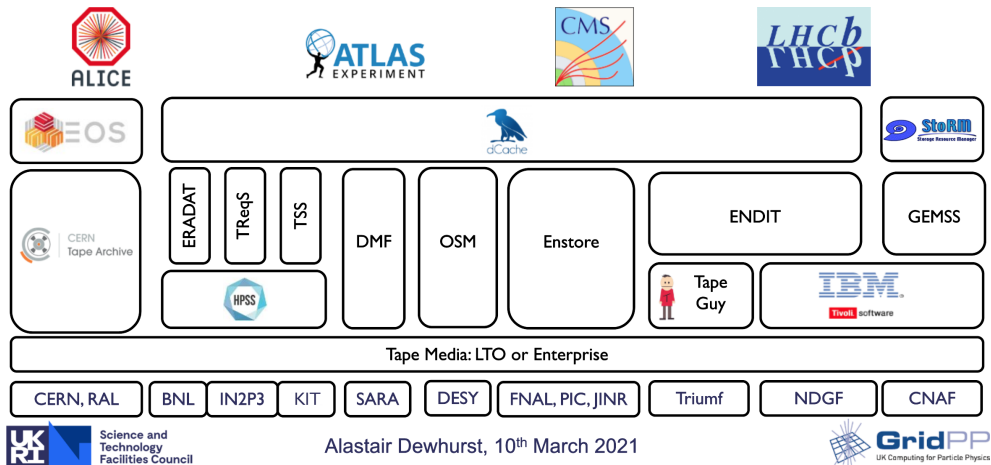 ALICE
ATLAS
EXPERIMENT
CMS
LHCb
LHCb
EOS
dCache
StoRM
Storage Resource Manager
CERN
Tape Archive
ERADAT
TReqS
TSS
DMF
OSM
Enstore
ENDIT
GEMSS
HPSS
Tape
Guy
IBM
Tivoli software
Tape Media: LTO or Enterprise
CERN, RAL
BNL
IN2P3
KIT
SARA
DESY
FNAL, PIC, JINR
Triumf
NDGF
CNAF
UKRI
Science and
Technology
Facilities Council
Alastair Dewhurst, 10th March 2021
GridPP
UK Computing for Particle Physics